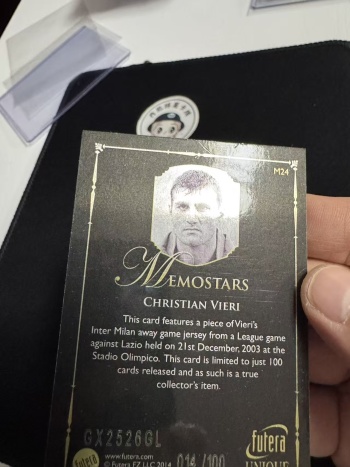 M24
MEMOSTARS
CHRISTIAN VIERI
This card features a piece of Vieri's
Inter Milan away game jersey from a League game
against Lazio held on 21st December, 2003 at the
Stadio Olimpico. This card is limited to just 100
cards released and as such is a true
collector's item.
GX2526GL
futera
www.futera.com
© Futera FZ LLC 2014
014/100
futera
UNIQUE